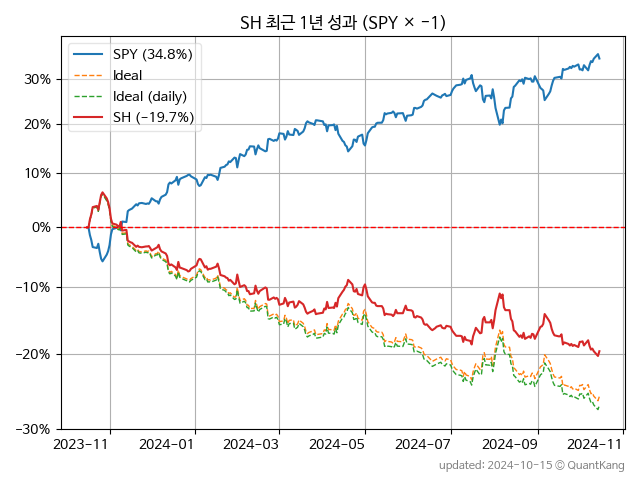 SH 최근 1년 성과 (SPY × −1)
SPY (34.8%)
Ideal
Ideal (daily)
SH (−19.7%)
30%
20%
10%
0%
−10%
−20%
−30%
2023-11 2024-01 2024-03 2024-05 2024-07 2024-09 2024-11
updated: 2024-10-15 © QuantKang